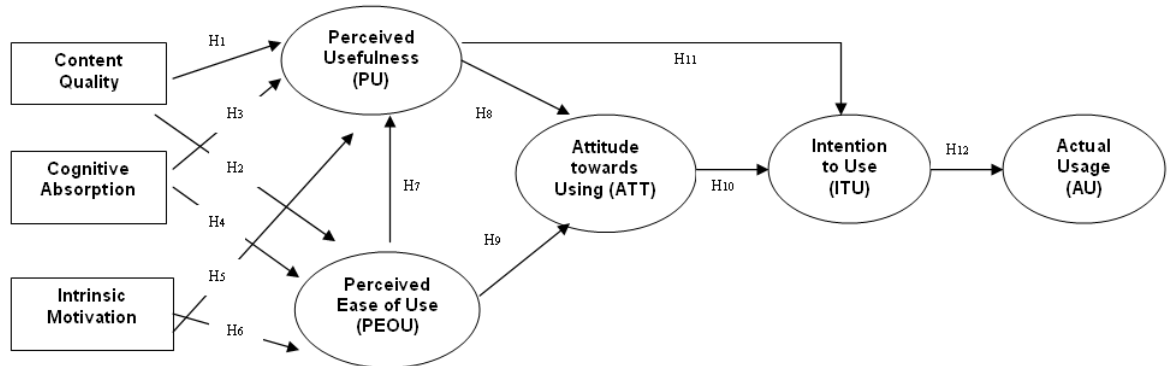 Content
Quality
Cognitive
Absorption
Intrinsic
Motivation
H1
H3
H2
H4
H5
H6
Perceived
Usefulness
(PU)
H7
Perceived
Ease of Use
(PEOU)
H8
H9
Attitude
towards
Using (ATT)
H11
H10
Intention
to Use
(ITU)
H12
Actual
Usage
(AU)